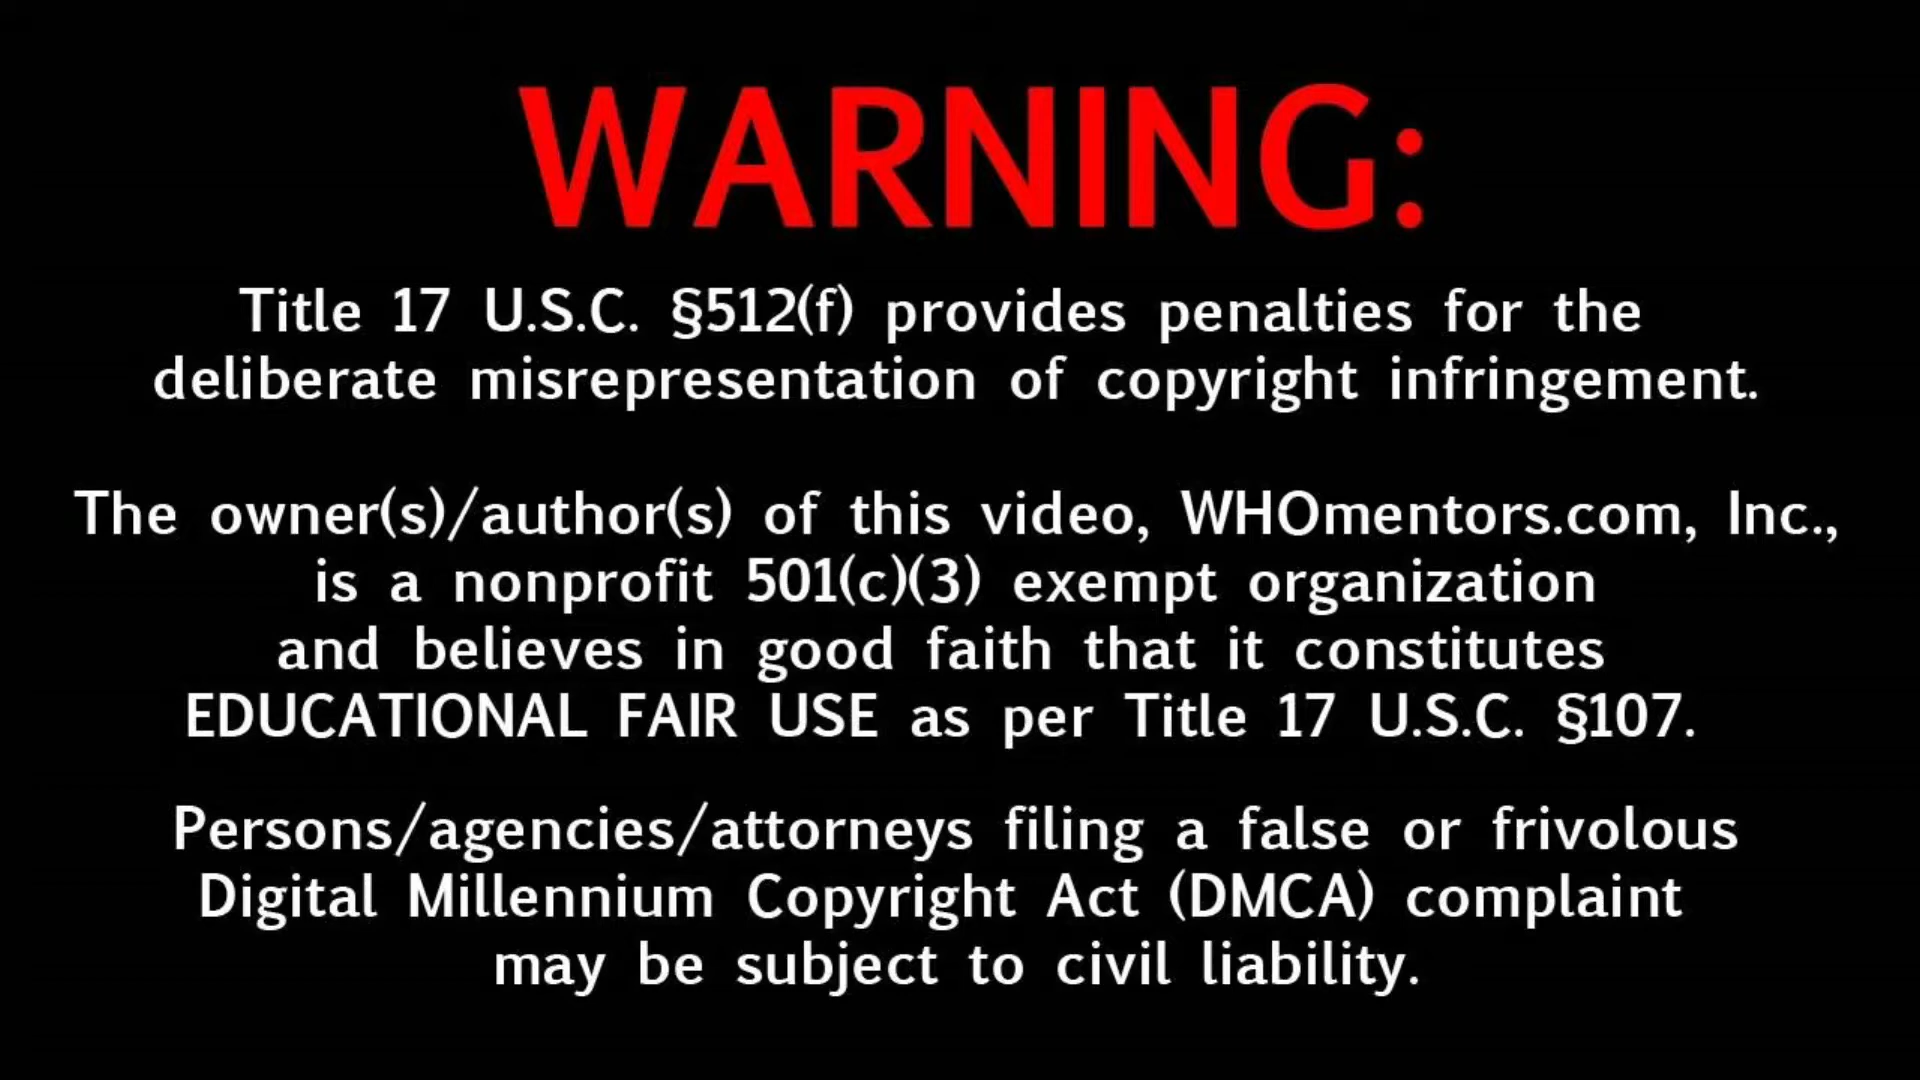 WARNING:
Title 17 U.S.C. §512(f) provides penalties for the
deliberate misrepresentation of copyright infringement.
The owner(s)/author(s) of this video, WHOmentors.com, Inc.,
is a nonprofit 501(c)(3) exempt organization
and believes in good faith that it constitutes
EDUCATIONAL FAIR USE as per Title 17 U.S.C. §107.
Persons/agencies/attorneys filing a false or frivolous
Digital Millennium Copyright Act (DMCA) complaint
may be subject to civil liability.